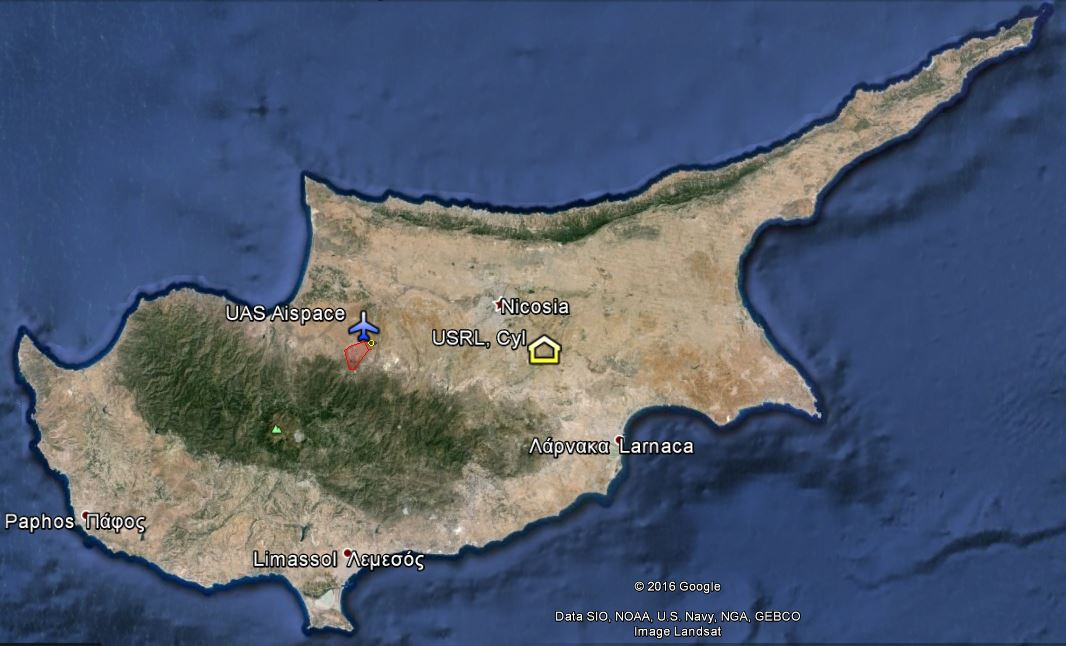 UAS Aispace
Nicosia
USRL, CyI
Λάρνακα Larnaca
Paphos Πάφος
Limassol Λεμεσός
© 2016 Google
Data SIO, NOAA, U.S. Navy, NGA, GEBCO
Image Landsat